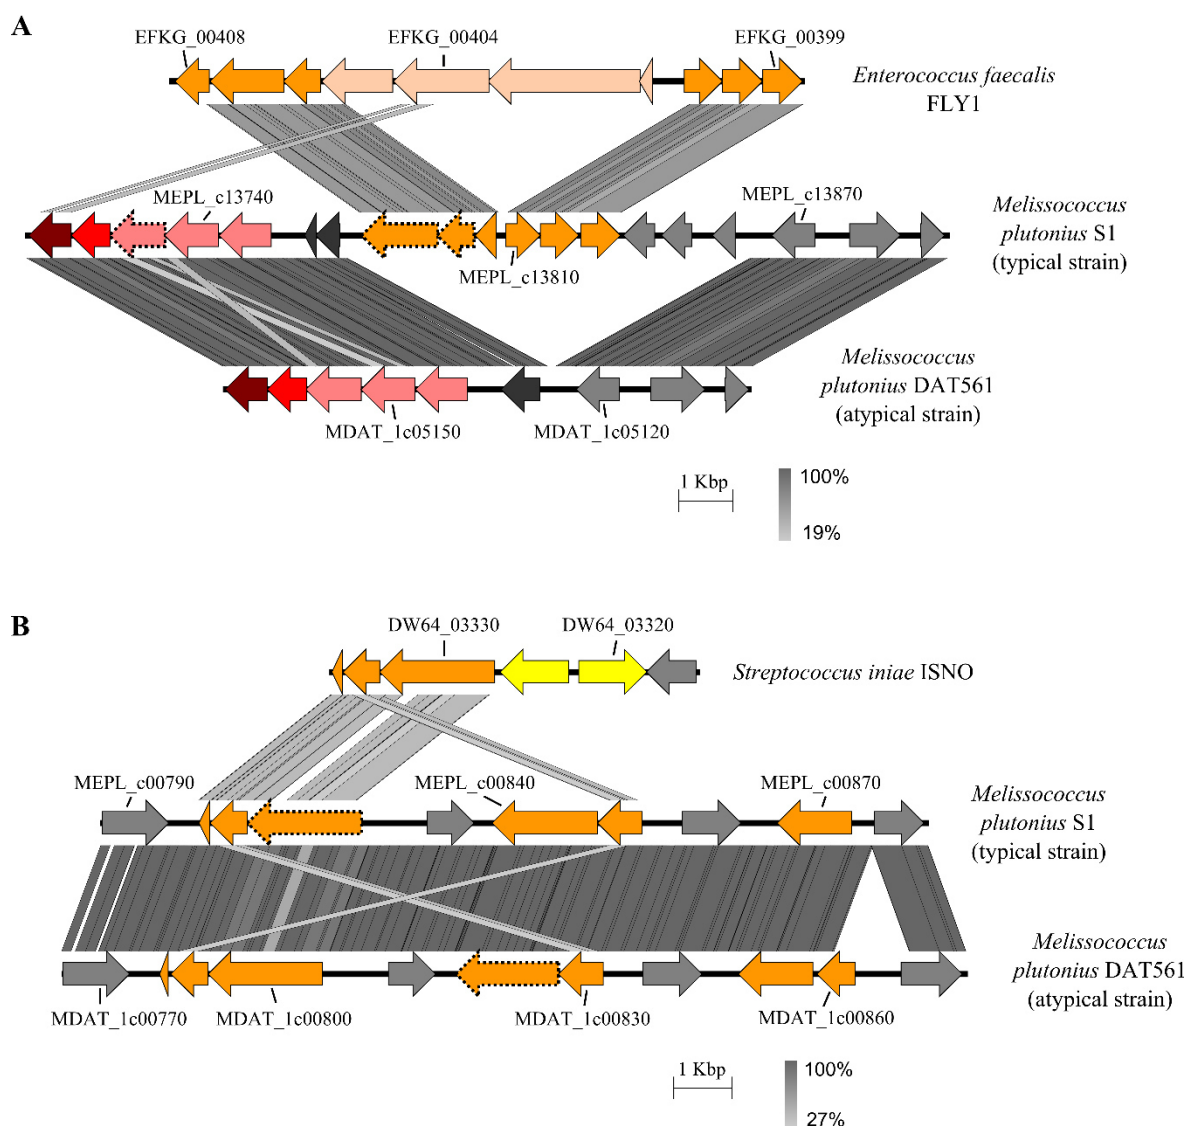 A
EFKG_00408
EFKG_00404
EFKG_00399
Enterococcus faecalis
FLY1
MEPL_c13740
MEPL_c13870
Melissococcus
plutonius S1
(typical strain)
MEPL_c13810
Melissococcus
plutonius DAT561
(atypical strain)
MDAT_1c05150
MDAT_1c05120
1 Kbp
100%
19%
B
DW64_03330
DW64_03320
Streptococcus iniae ISNO
MEPL_c00790
MEPL_c00840
MEPL_c00870
Melissococcus
plutonius S1
(typical strain)
Melissococcus
plutonius DAT561
(atypical strain)
MDAT_1c00770
MDAT_1c00800
MDAT_1c00830
MDAT_1c00860
1 Kbp
100%
27%